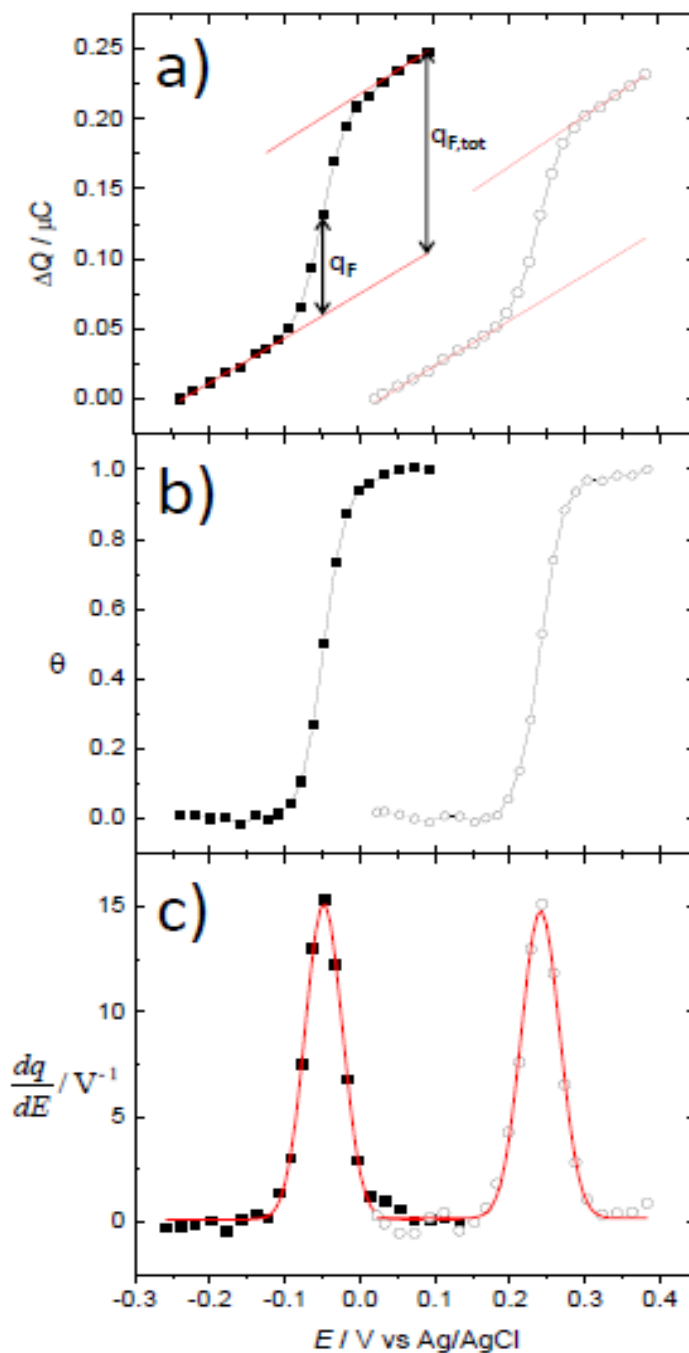 a)
0.25
0.20
0.15
0.10
0.05
0.00
ΔQ / μC
q_F,tot
q_F
b)
1.0
0.8
0.6
0.4
0.2
0.0
θ
c)
15
10
5
0
dq
dE / V⁻¹
-0.3 -0.2 -0.1 0.0 0.1 0.2 0.3 0.4
E / V vs Ag/AgCl